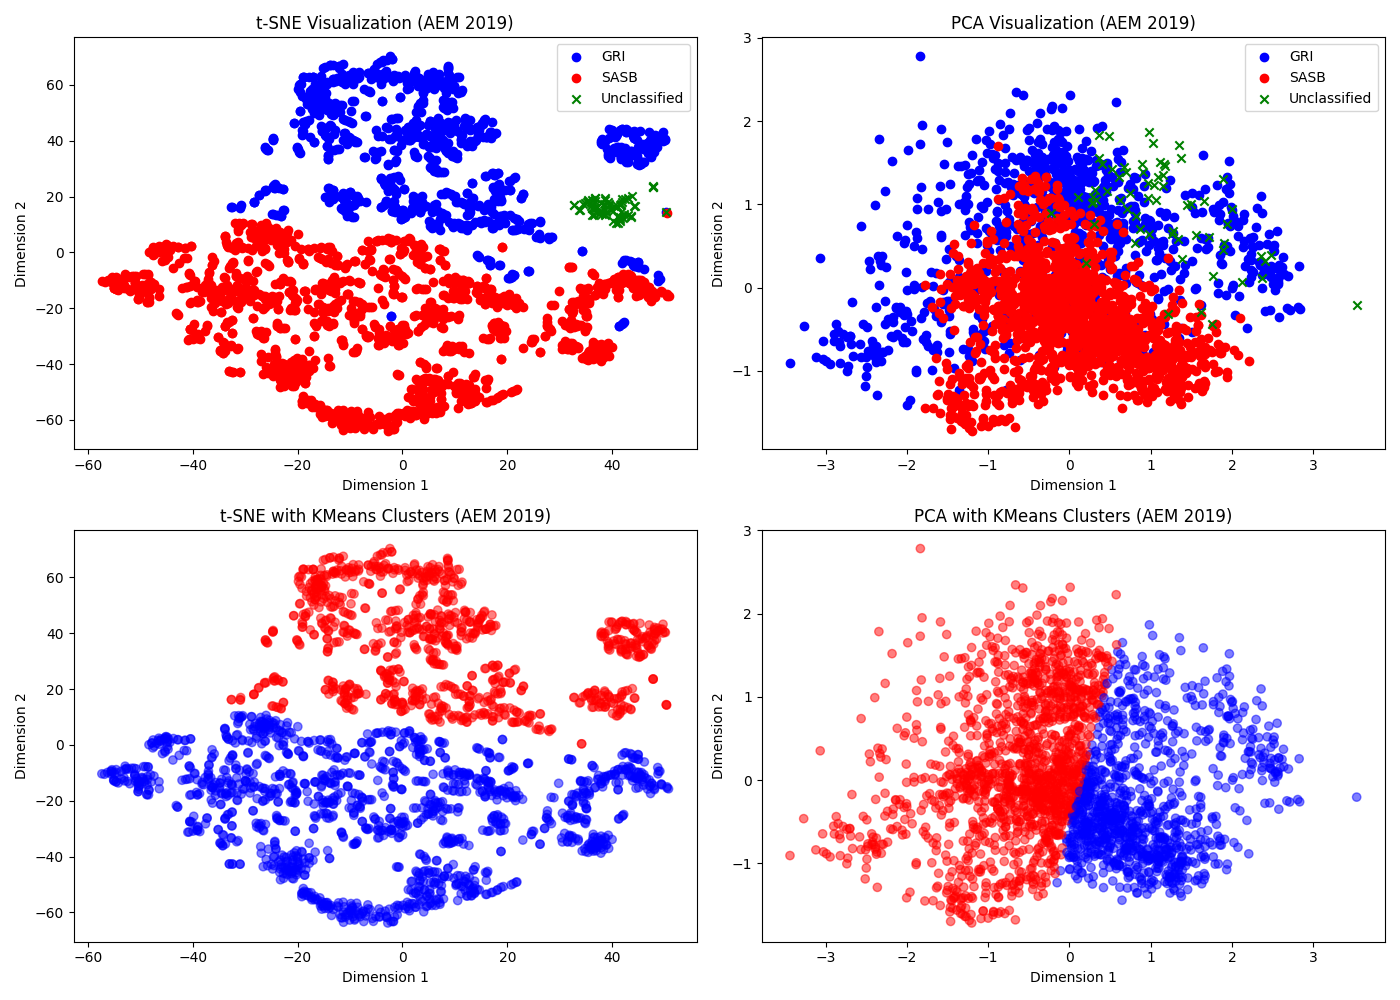 t-SNE Visualization (AEM 2019)
Dimension 2
60
40
20
0
−20
−40
−60
GRI
SASB
Unclassified
−60 −40 −20 0 20 40
Dimension 1
PCA Visualization (AEM 2019)
Dimension 2
3
2
1
0
−1
GRI
SASB
Unclassified
−3 −2 −1 0 1 2 3
Dimension 1
t-SNE with KMeans Clusters (AEM 2019)
Dimension 2
60
40
20
0
−20
−40
−60
−60 −40 −20 0 20 40
Dimension 1
PCA with KMeans Clusters (AEM 2019)
Dimension 2
3
2
1
0
−1
−3 −2 −1 0 1 2 3
Dimension 1